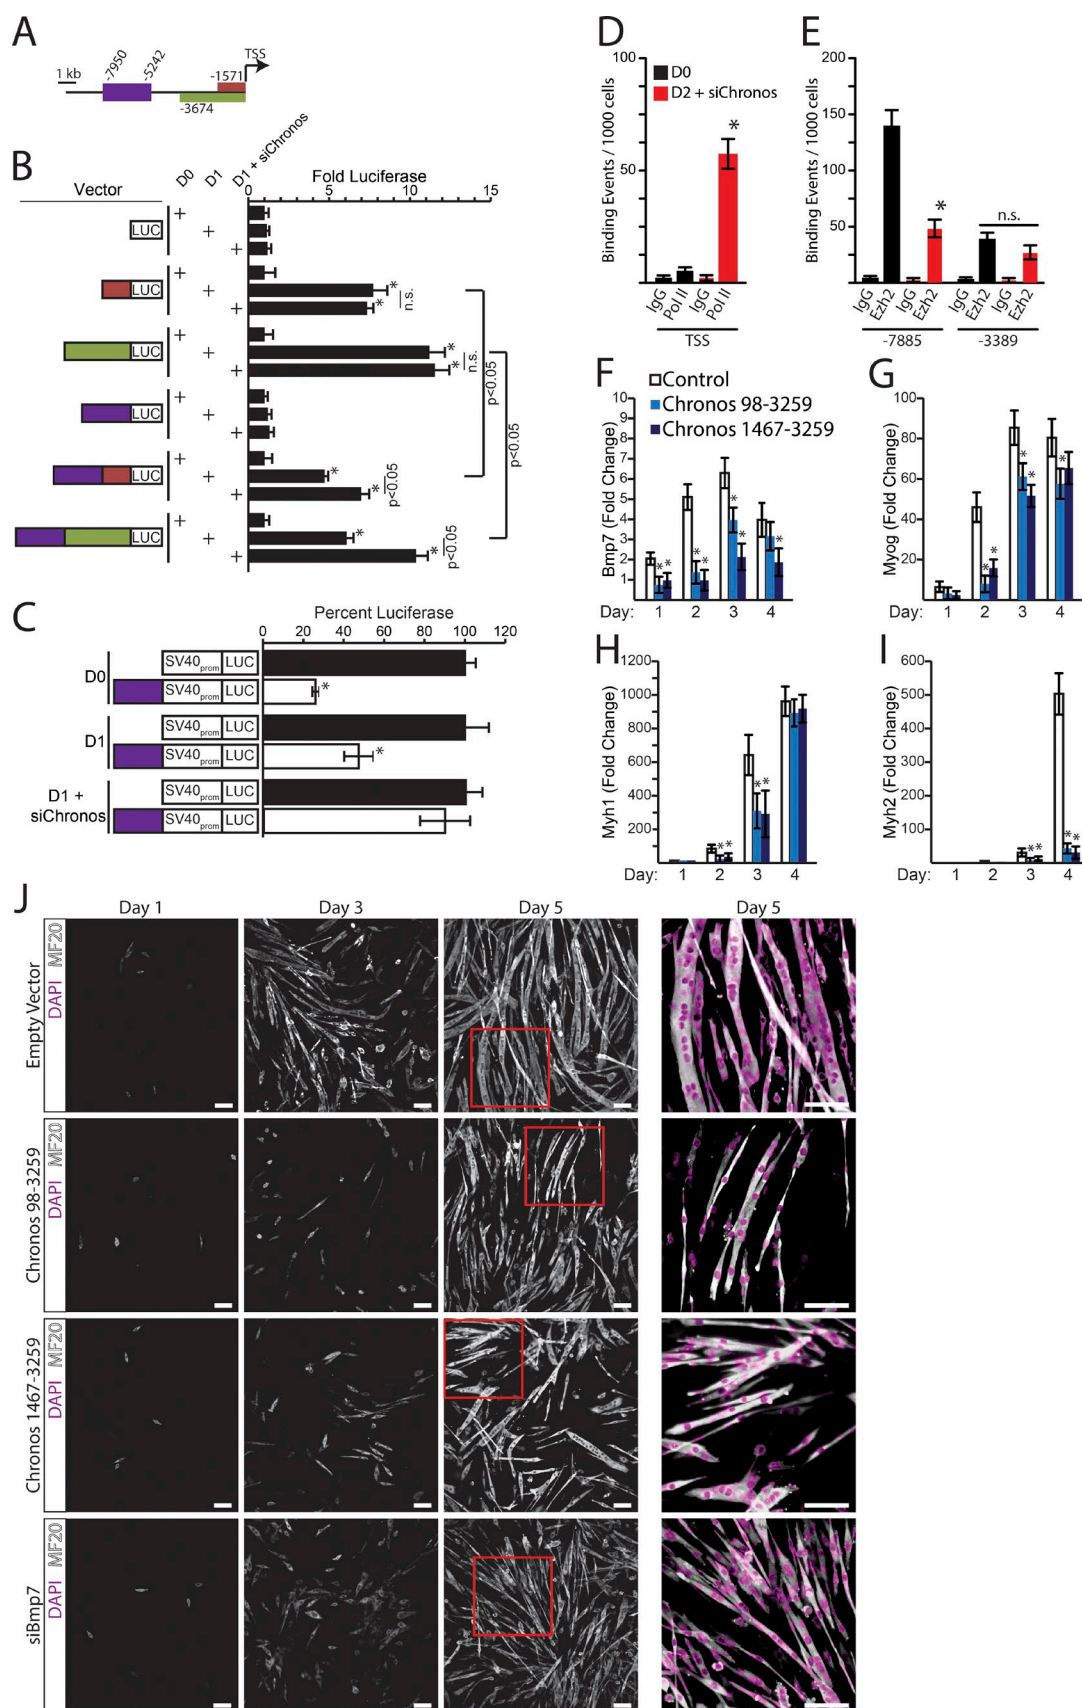 A
1 kb
-7950
-5242
-3674
-1571
TSS
B
Vector
D0
D1
D1 + siChronos
Fold Luciferase
0 5 10 15
LUC
+
+
+
LUC
+
+
+
*
*
n.s.
LUC
+
+
+
*
*
n.s.
LUC
+
+
+
LUC
+
+
+
*
*
p<0.05
LUC
+
+
+
*
*
p<0.05
p<0.05
p<0.05
C
Percent Luciferase
0 20 40 60 80 100 120
D0
SV40prom LUC
SV40prom LUC
*
D1
SV40prom LUC
SV40prom LUC
*
D1 +
siChronos
SV40prom LUC
SV40prom LUC
D
Binding Events / 1000 cells
100
50
D0
D2 + siChronos
*
IgG
Pol II
IgG
Pol II
TSS
E
Binding Events / 1000 cells
200
150
100
50
*
n.s.
IgG
Ezh2
IgG
Ezh2
IgG
Ezh2
IgG
Ezh2
-7885
-3389
F
Control
Chronos 98-3259
Chronos 1467-3259
Bmp7 (Fold Change)
10
9
8
7
6
5
4
3
2
1
* *
* *
* *
*
Day: 1 2 3 4
G
Myog (Fold Change)
100
80
60
40
20
* *
* *
*
Day: 1 2 3 4
H
Myh1 (Fold Change)
1200
1000
800
600
400
200
* *
* *
Day: 1 2 3 4
I
Myh2 (Fold Change)
600
500
400
300
200
100
* *
* *
Day: 1 2 3 4
J
Day 1
Day 3
Day 5
Day 5
Empty Vector
DAPI MF20
Chronos 98-3259
DAPI MF20
Chronos 1467-3259
DAPI MF20
siBmp7
DAPI MF20